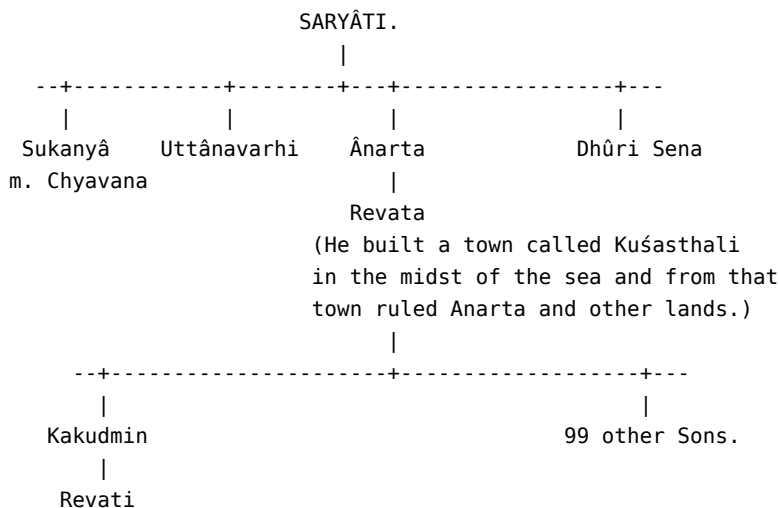 SARYÂTI.
|
--+------------+--------+---+-----------------+---
| | | |
Sukanyâ Uttânavarhi Ânarta Dhûri Sena
m. Chyavana |
Revata
(He built a town called Kuśasthali
in the midst of the sea and from that
town ruled Anarta and other lands.)
|
--+----------------------+-------------------+---
| |
Kakudmin 99 other Sons.
|
Revati